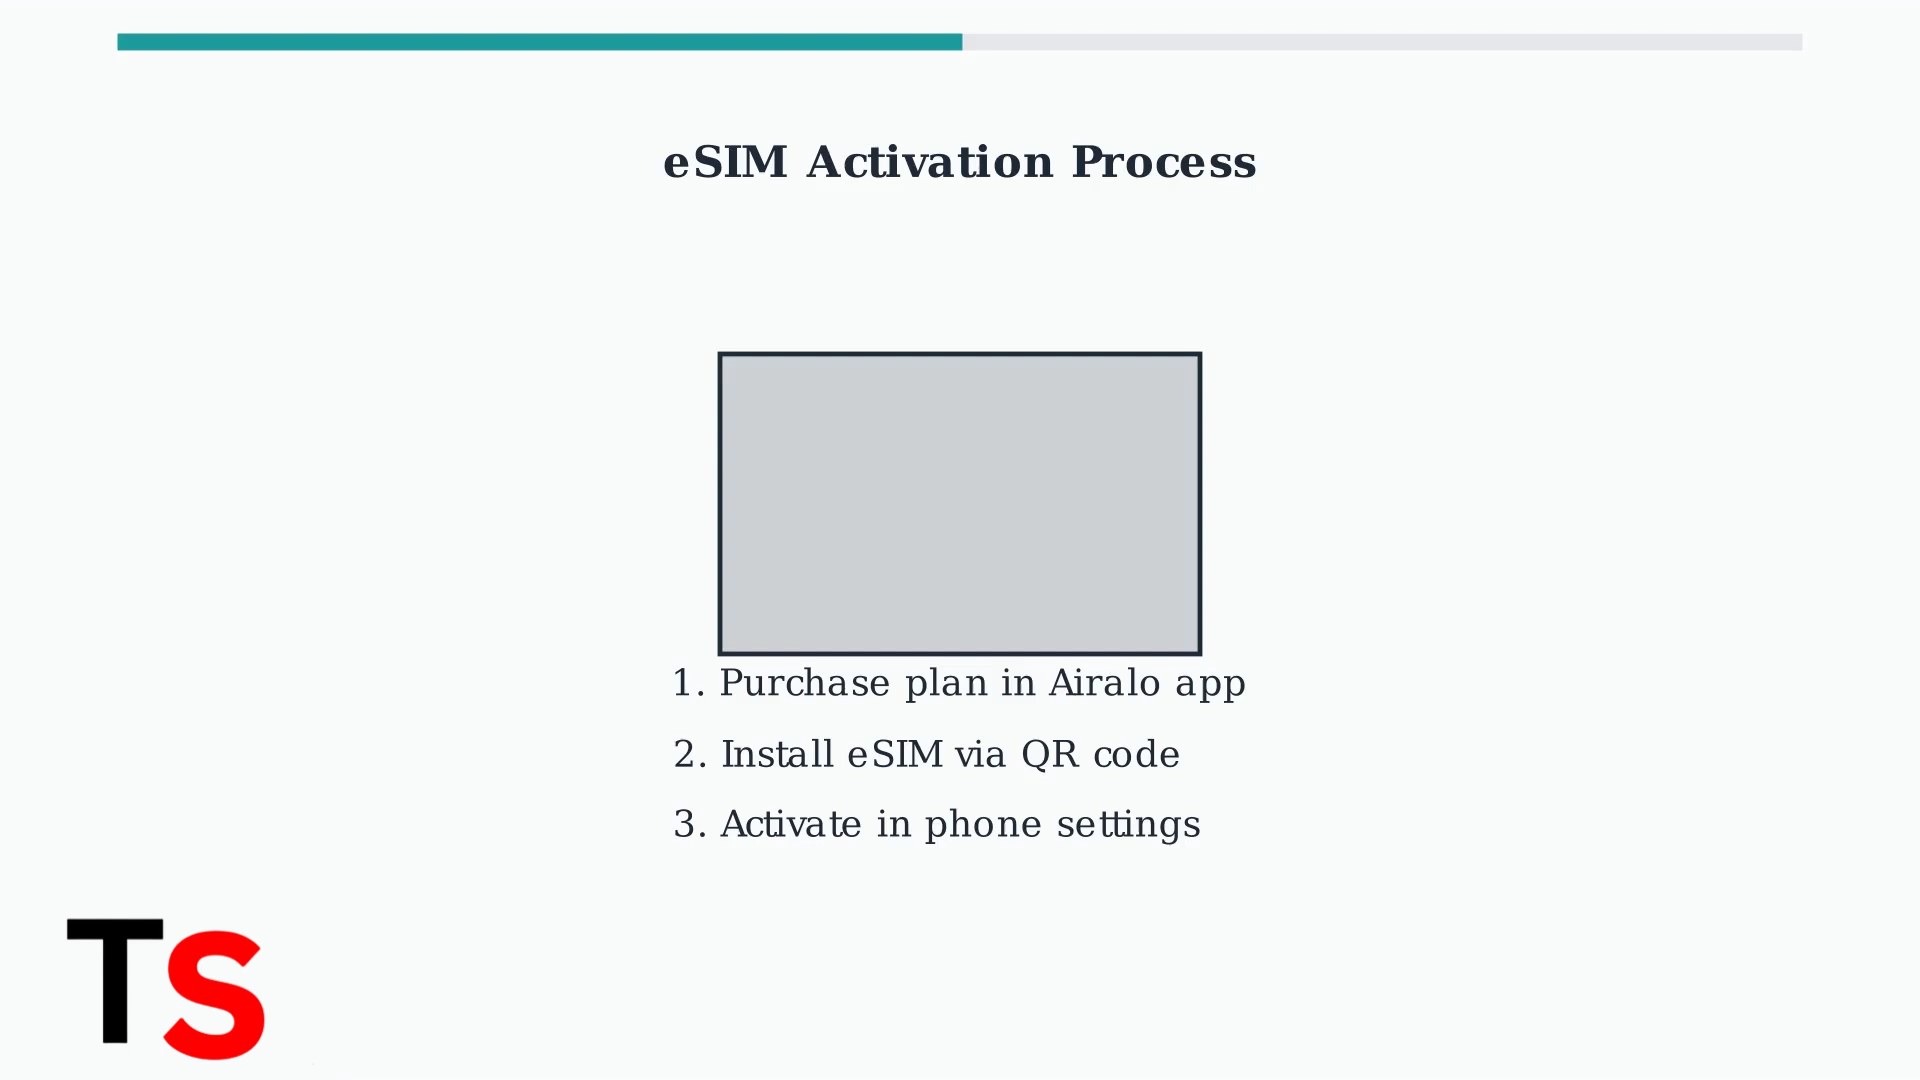 eSIM Activation Process
1. Purchase plan in Airalo app
2. Install eSIM via QR code
3. Activate in phone settings
TS